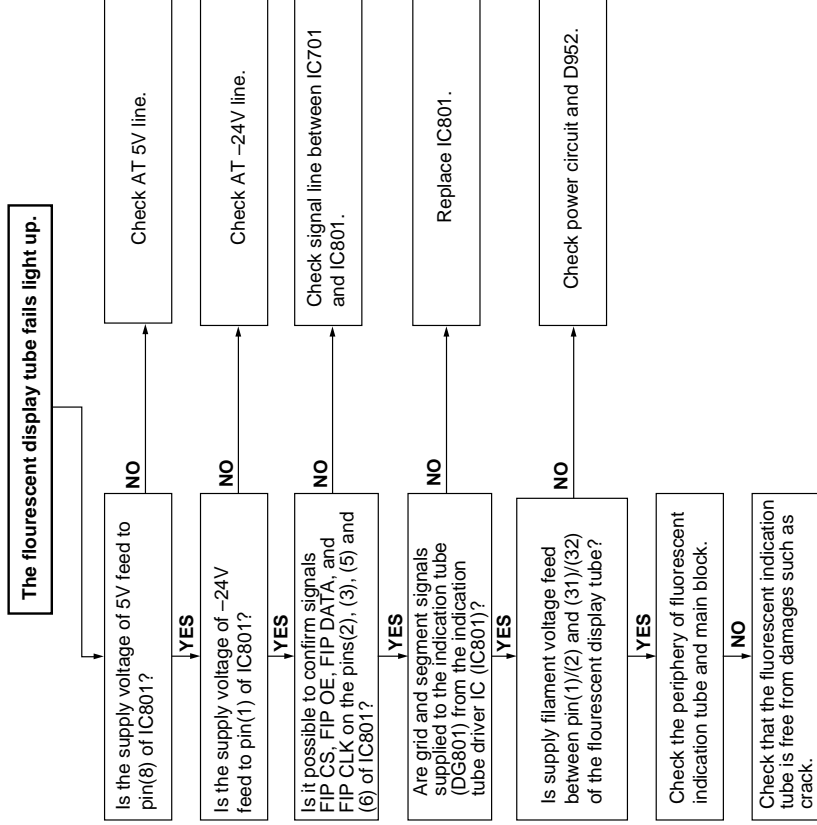 The flourescent display tube fails light up.
Is the supply voltage of 5V feed to
pin(8) of IC801?
NO
Check AT 5V line.
YES
Is the supply voltage of –24V
feed to pin(1) of IC801?
NO
Check AT –24V line.
YES
Is it possible to confirm signals
FIP CS, FIP OE, FIP DATA, and
FIP CLK on the pins(2), (3), (5) and
(6) of IC801?
NO
Check signal line between IC701
and IC801.
YES
Are grid and segment signals
supplied to the indication tube
(DG801) from the indication
tube driver IC (IC801)?
NO
Replace IC801.
YES
Is supply filament voltage feed
between pin(1)/(2) and (31)/(32)
of the flourescent display tube?
NO
Check power circuit and D952.
YES
Check the periphery of fluorescent
indication tube and main block.
NO
Check that the fluorescent indication
tube is free from damages such as
crack.